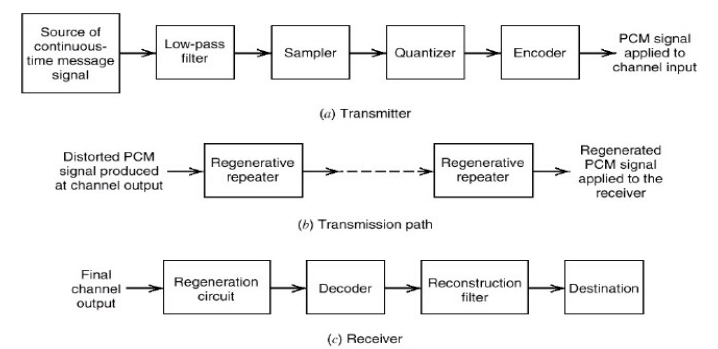 Source of
continuous-
time message
signal
Low-pass
filter
Sampler
Quantizer
Encoder
PCM signal
applied to
channel input
(a) Transmitter
Distorted PCM
signal produced
at channel output
Regenerative
repeater
Regenerative
repeater
Regenerated
PCM signal
applied to the
receiver
(b) Transmission path
Final
channel
output
Regeneration
circuit
Decoder
Reconstruction
filter
Destination
(c) Receiver